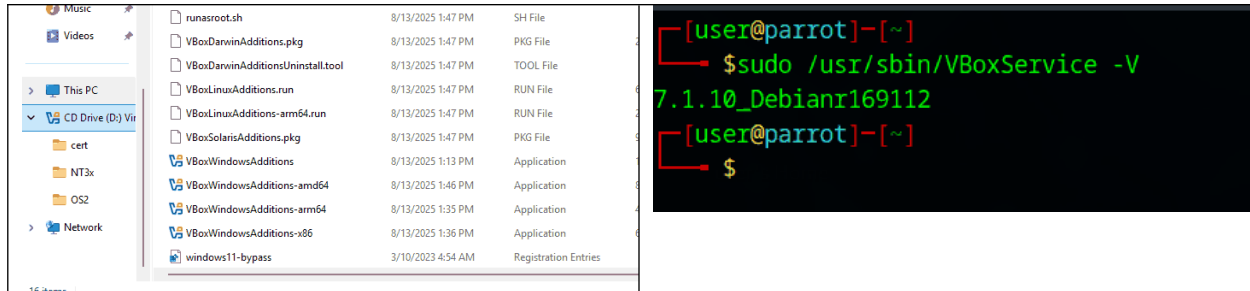 Music
Videos
This PC
CD Drive (D:) Vir
cert
NT3x
OS2
Network
runasroot.sh 8/13/2025 1:47 PM SH File
VBoxDarwinAdditions.pkg 8/13/2025 1:47 PM PKG File
VBoxDarwinAdditionsUninstall.tool 8/13/2025 1:47 PM TOOL File
VBoxLinuxAdditions.run 8/13/2025 1:47 PM RUN File
VBoxLinuxAdditions-arm64.run 8/13/2025 1:47 PM RUN File
VBoxSolarisAdditions.pkg 8/13/2025 1:47 PM PKG File
VBoxWindowsAdditions 8/13/2025 1:13 PM Application
VBoxWindowsAdditions-amd64 8/13/2025 1:46 PM Application
VBoxWindowsAdditions-arm64 8/13/2025 1:35 PM Application
VBoxWindowsAdditions-x86 8/13/2025 1:36 PM Application
windows11-bypass 3/10/2023 4:54 AM Registration Entries
16 items
[user@parrot]-[~]
$sudo /usr/sbin/VBoxService -V
7.1.10_Debianr169112
[user@parrot]-[~]
$